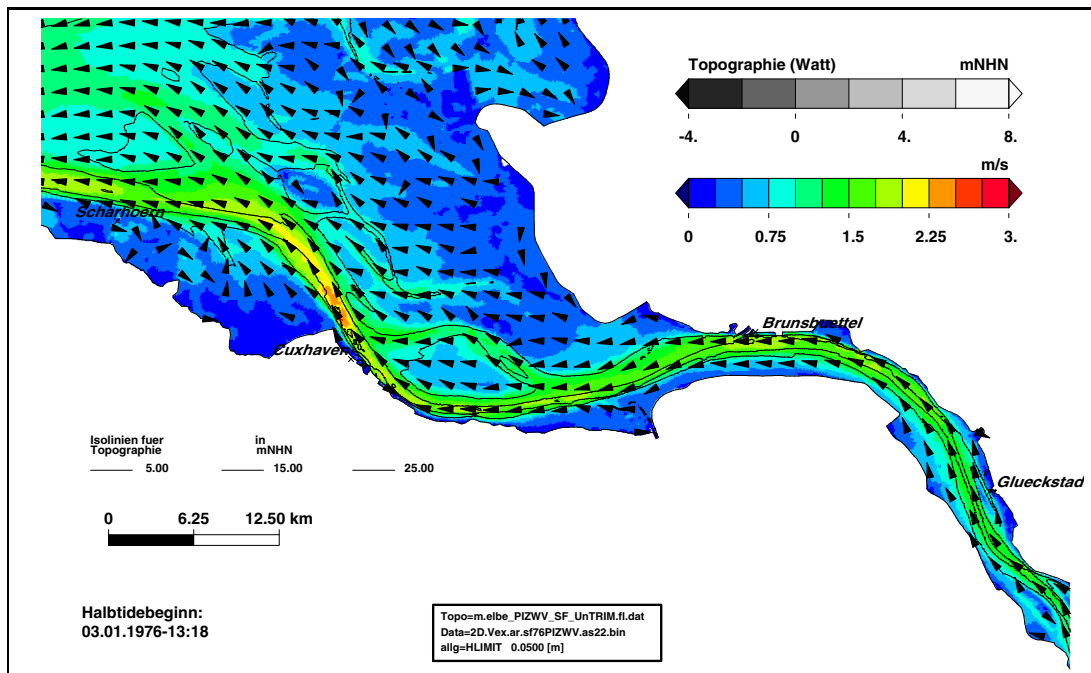 Topographie (Watt) mNHN
-4. 0 4. 8.
m/s
0 0.75 1.5 2.25 3.
Scharhoern
Brunsbuettel
Cuxhaven
Glueckstad
Isolinien fuer in
Topographie mNHN
5.00 15.00 25.00
0 6.25 12.50 km
Halbtidebeginn:
03.01.1976-13:18
Topo=m.elbe_PIZWV_SF_UnTRIM.fl.dat
Data=2D.Vex.ar.sf76PIZWV.as22.bin
allg=HLIMIT 0.0500 [m]